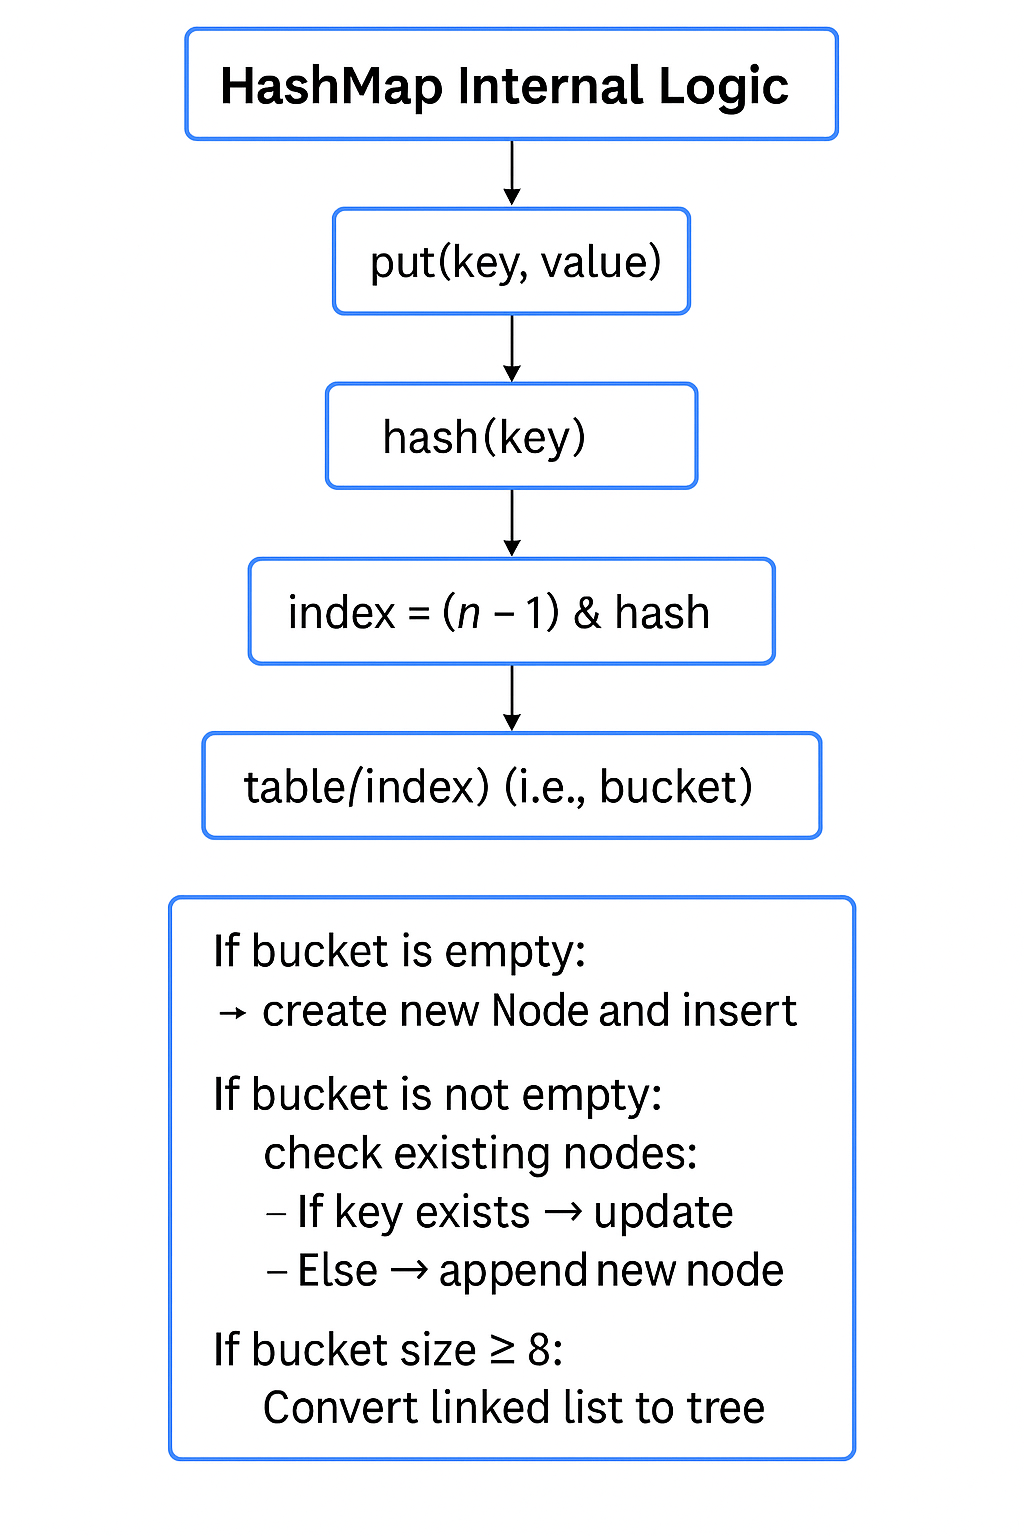 HashMap Internal Logic
put(key, value)
hash(key)
index = (n – 1) & hash
table/index) (i.e., bucket)
If bucket is empty:
→ create new Node and insert
If bucket is not empty:
check existing nodes:
– If key exists → update
– Else → append new node
If bucket size ≥ 8:
Convert linked list to tree